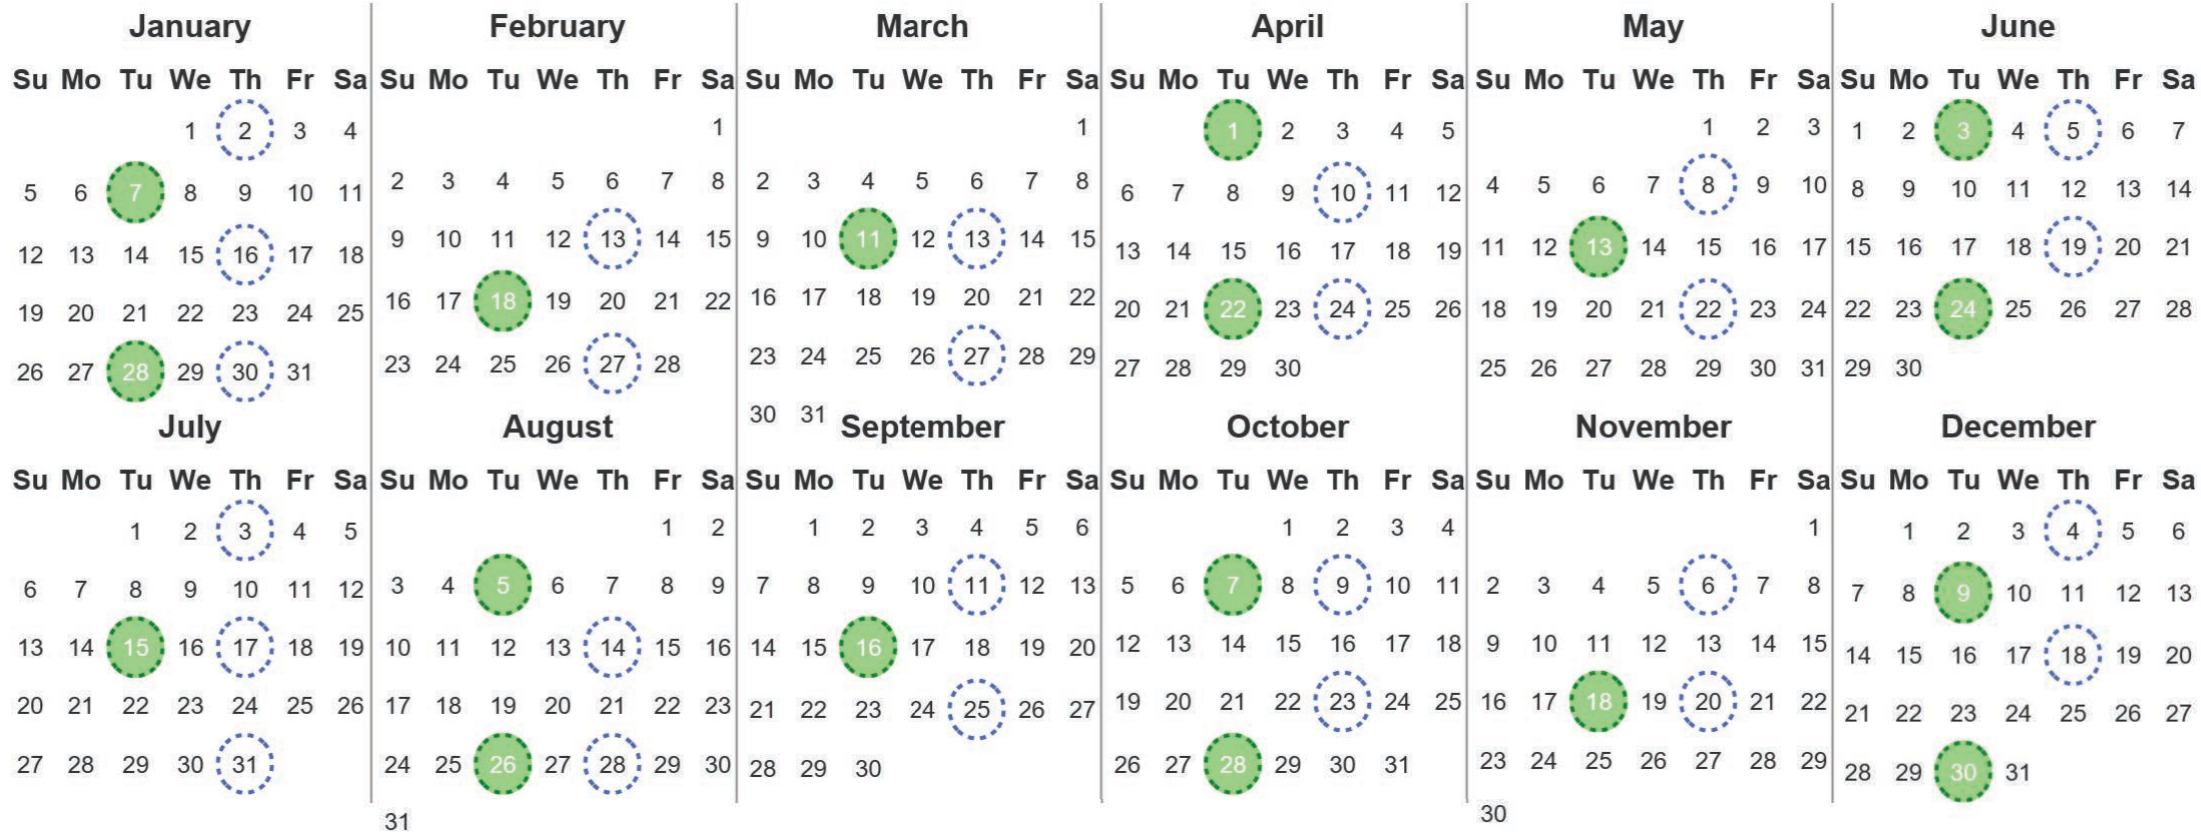 January February March April May June
Su Mo Tu We Th Fr Sa Su Mo Tu We Th Fr Sa Su Mo Tu We Th Fr Sa Su Mo Tu We Th Fr Sa Su Mo Tu We Th Fr Sa Su Mo Tu We Th Fr Sa
1 2 3 4 1 1 1 2 3 4 5 1 2 3 1 2 3 4 5 6 7
5 6 7 8 9 10 11 2 3 4 5 6 7 8 2 3 4 5 6 7 8 6 7 8 9 10 11 12 4 5 6 7 8 9 10 8 9 10 11 12 13 14
12 13 14 15 16 17 18 9 10 11 12 13 14 15 9 10 11 12 13 14 15 13 14 15 16 17 18 19 11 12 13 14 15 16 17 15 16 17 18 19 20 21
19 20 21 22 23 24 25 16 17 18 19 20 21 22 16 17 18 19 20 21 22 20 21 22 23 24 25 26 18 19 20 21 22 23 24 22 23 24 25 26 27 28
26 27 28 29 30 31 23 24 25 26 27 28 23 24 25 26 27 28 29 27 28 29 30 25 26 27 28 29 30 31 29 30
30 31
July August September October November December
Su Mo Tu We Th Fr Sa Su Mo Tu We Th Fr Sa Su Mo Tu We Th Fr Sa Su Mo Tu We Th Fr Sa Su Mo Tu We Th Fr Sa Su Mo Tu We Th Fr Sa
1 2 3 4 5 1 2 1 2 3 4 5 6 1 2 3 4 1 1 2 3 4 5 6
6 7 8 9 10 11 12 3 4 5 6 7 8 9 7 8 9 10 11 12 13 5 6 7 8 9 10 11 2 3 4 5 6 7 8 7 8 9 10 11 12 13
13 14 15 16 17 18 19 10 11 12 13 14 15 16 14 15 16 17 18 19 20 12 13 14 15 16 17 18 9 10 11 12 13 14 15 14 15 16 17 18 19 20
20 21 22 23 24 25 26 17 18 19 20 21 22 23 21 22 23 24 25 26 27 19 20 21 22 23 24 25 16 17 18 19 20 21 22 21 22 23 24 25 26 27
27 28 29 30 31 24 25 26 27 28 29 30 28 29 30 26 27 28 29 30 31 23 24 25 26 27 28 29 28 29 30 31
31 30